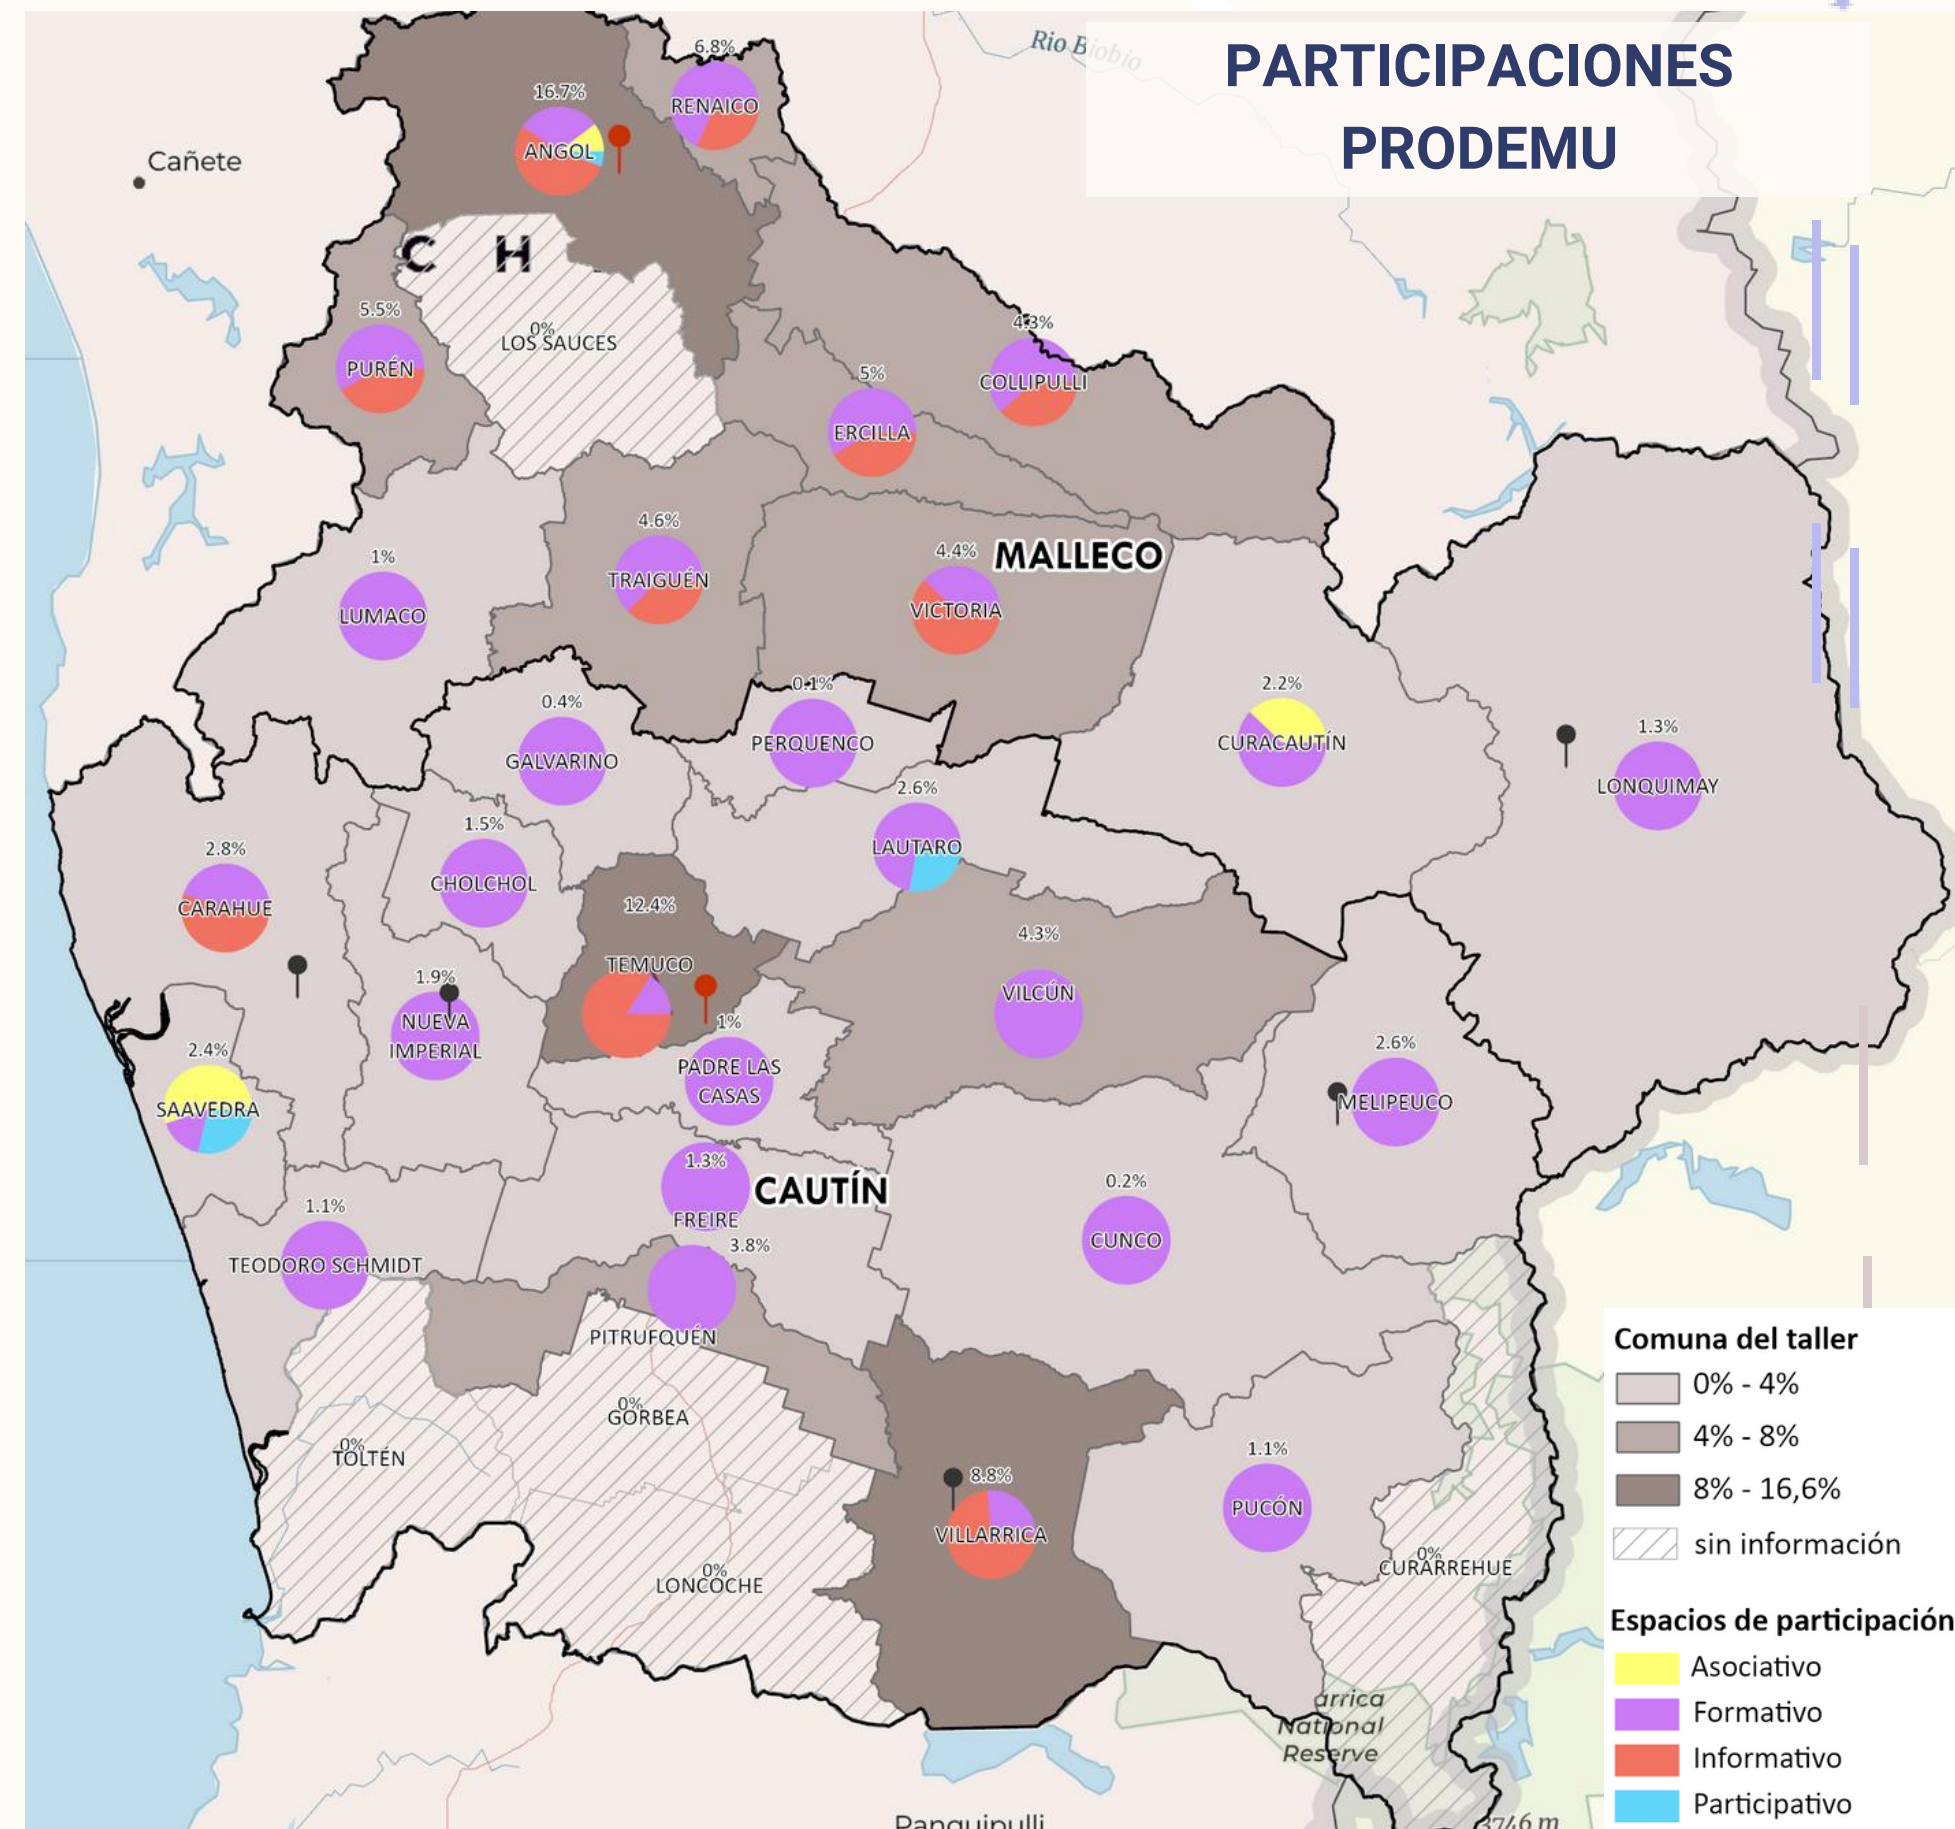 PARTICIPACIONES
PRODEMU
Rio Biobio
Cañete
6.8%
RENAICO
16.7%
ANGOL
C H
5.5%
PURÉN
0%
LOS SAUCES
4.3%
COLLIPULLI
5%
ERCILLA
4.6%
TRAIGUÉN
4.4%
VICTORIA
MALLECO
1%
LUMACO
0.4%
GALVARINO
0.1%
PERQUENCO
2.2%
CURACAUTÍN
1.3%
LONQUIMAY
2.6%
LAUTARO
1.5%
CHOLCHOL
2.8%
CARAHUE
12.4%
TEMUCO
4.3%
VILCÚN
1.9%
NUEVA
IMPERIAL
1%
PADRE LAS
CASAS
2.4%
SAAVEDRA
2.6%
MELIPEUCO
1.3%
FREIRE
CAUTÍN
0.2%
CUNCO
1.1%
TEODORO SCHMIDT
3.8%
PITRUFQUÉN
0%
GORBEA
0%
TOLTÉN
8.8%
VILLARRICA
1.1%
PUCÓN
0%
CURARREHUE
0%
LONCOCHE
arrica
National
Reserve
Panguipulli
3746 m
Comuna del taller
0% - 4%
4% - 8%
8% - 16,6%
sin información
Espacios de participación
Asociativo
Formativo
Informativo
Participativo